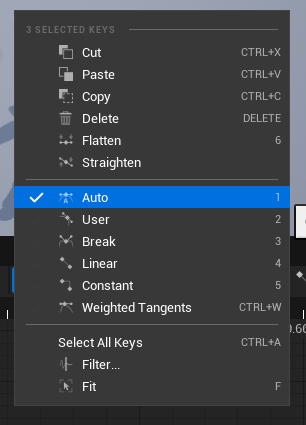 3 SELECTED KEYS
Cut CTRL+X
Paste CTRL+V
Copy CTRL+C
Delete DELETE
Flatten 6
Straighten
Auto 1
User 2
Break 3
Linear 4
Constant 5
Weighted Tangents CTRL+W
Select All Keys CTRL+A
Filter...
Fit F